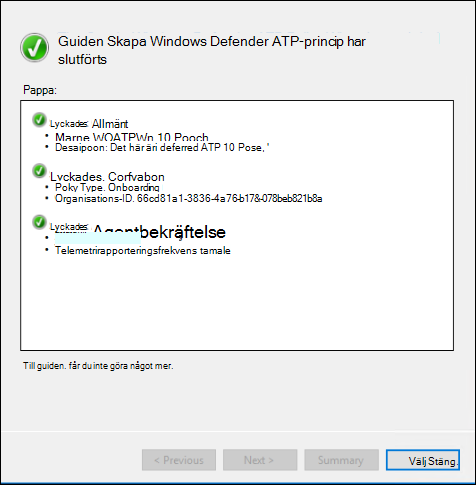 Guiden Skapa Windows Defender ATP-princip har
slutförts
Pappa:
Lyckades: Allmänt
• Marne WOATPWn 10 Pooch
• Desaipoon: Det här äri deferred ATP 10 Pose, '
Lyckades. Corfvabon
• Poky Type. Onboarding
• Organisations-ID. 66cd81a1-3836-4a76-b17&-078beb821b8a
Lyckades: Agentbekräftelse
• Telemetrirapporteringsfrekvens tamale
Till guiden. får du inte göra något mer.
< Previous Next > Summary Välj Stäng.